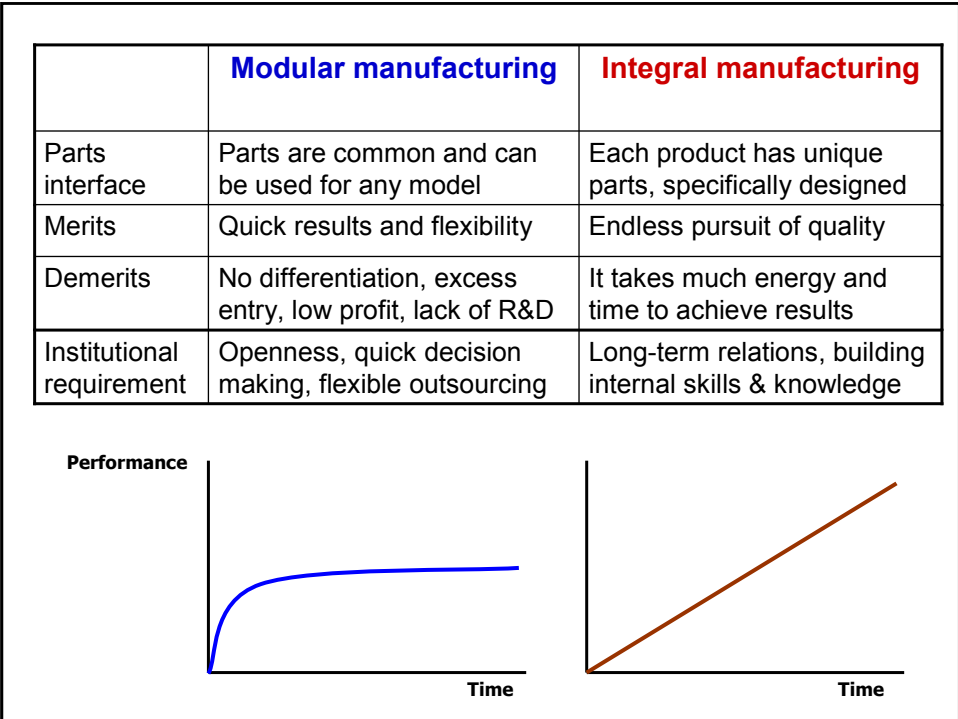 Modular manufacturing
Integral manufacturing
Parts
interface
Parts are common and can
be used for any model
Each product has unique
parts, specifically designed
Merits
Quick results and flexibility
Endless pursuit of quality
Demerits
No differentiation, excess
entry, low profit, lack of R&D
It takes much energy and
time to achieve results
Institutional
requirement
Openness, quick decision
making, flexible outsourcing
Long-term relations, building
internal skills & knowledge
Performance
Time
Time